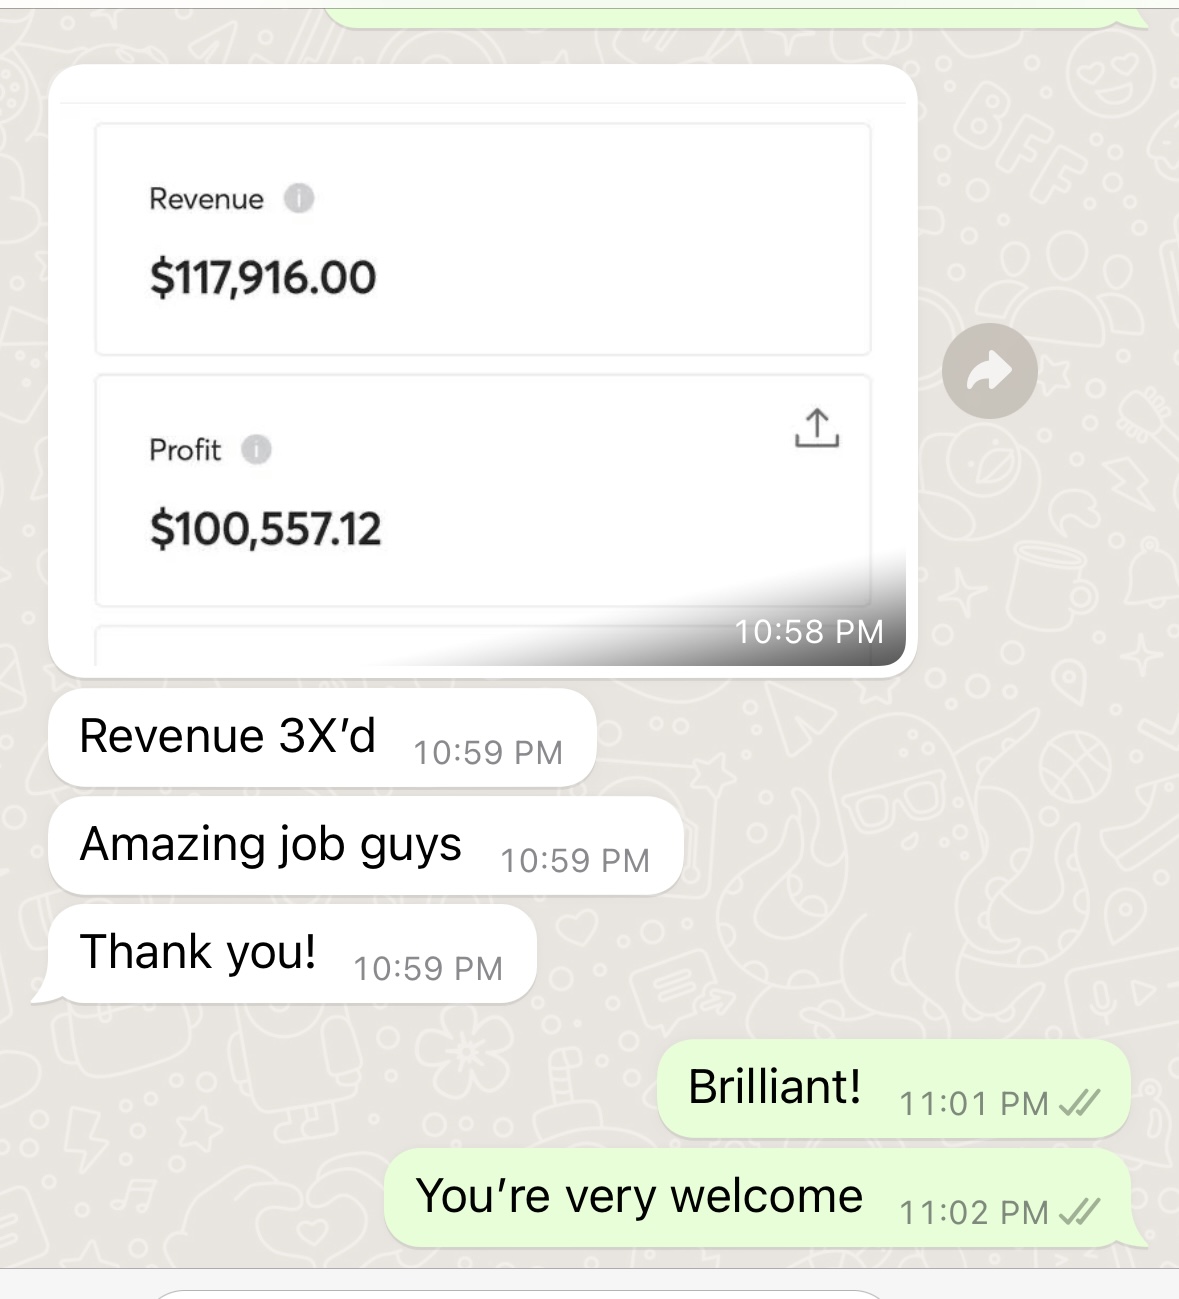 Revenue
$117,916.00
Profit
$100,557.12
10:58 PM
Revenue 3X’d 10:59 PM
Amazing job guys 10:59 PM
Thank you! 10:59 PM
Brilliant! 11:01 PM
You’re very welcome 11:02 PM
BFF